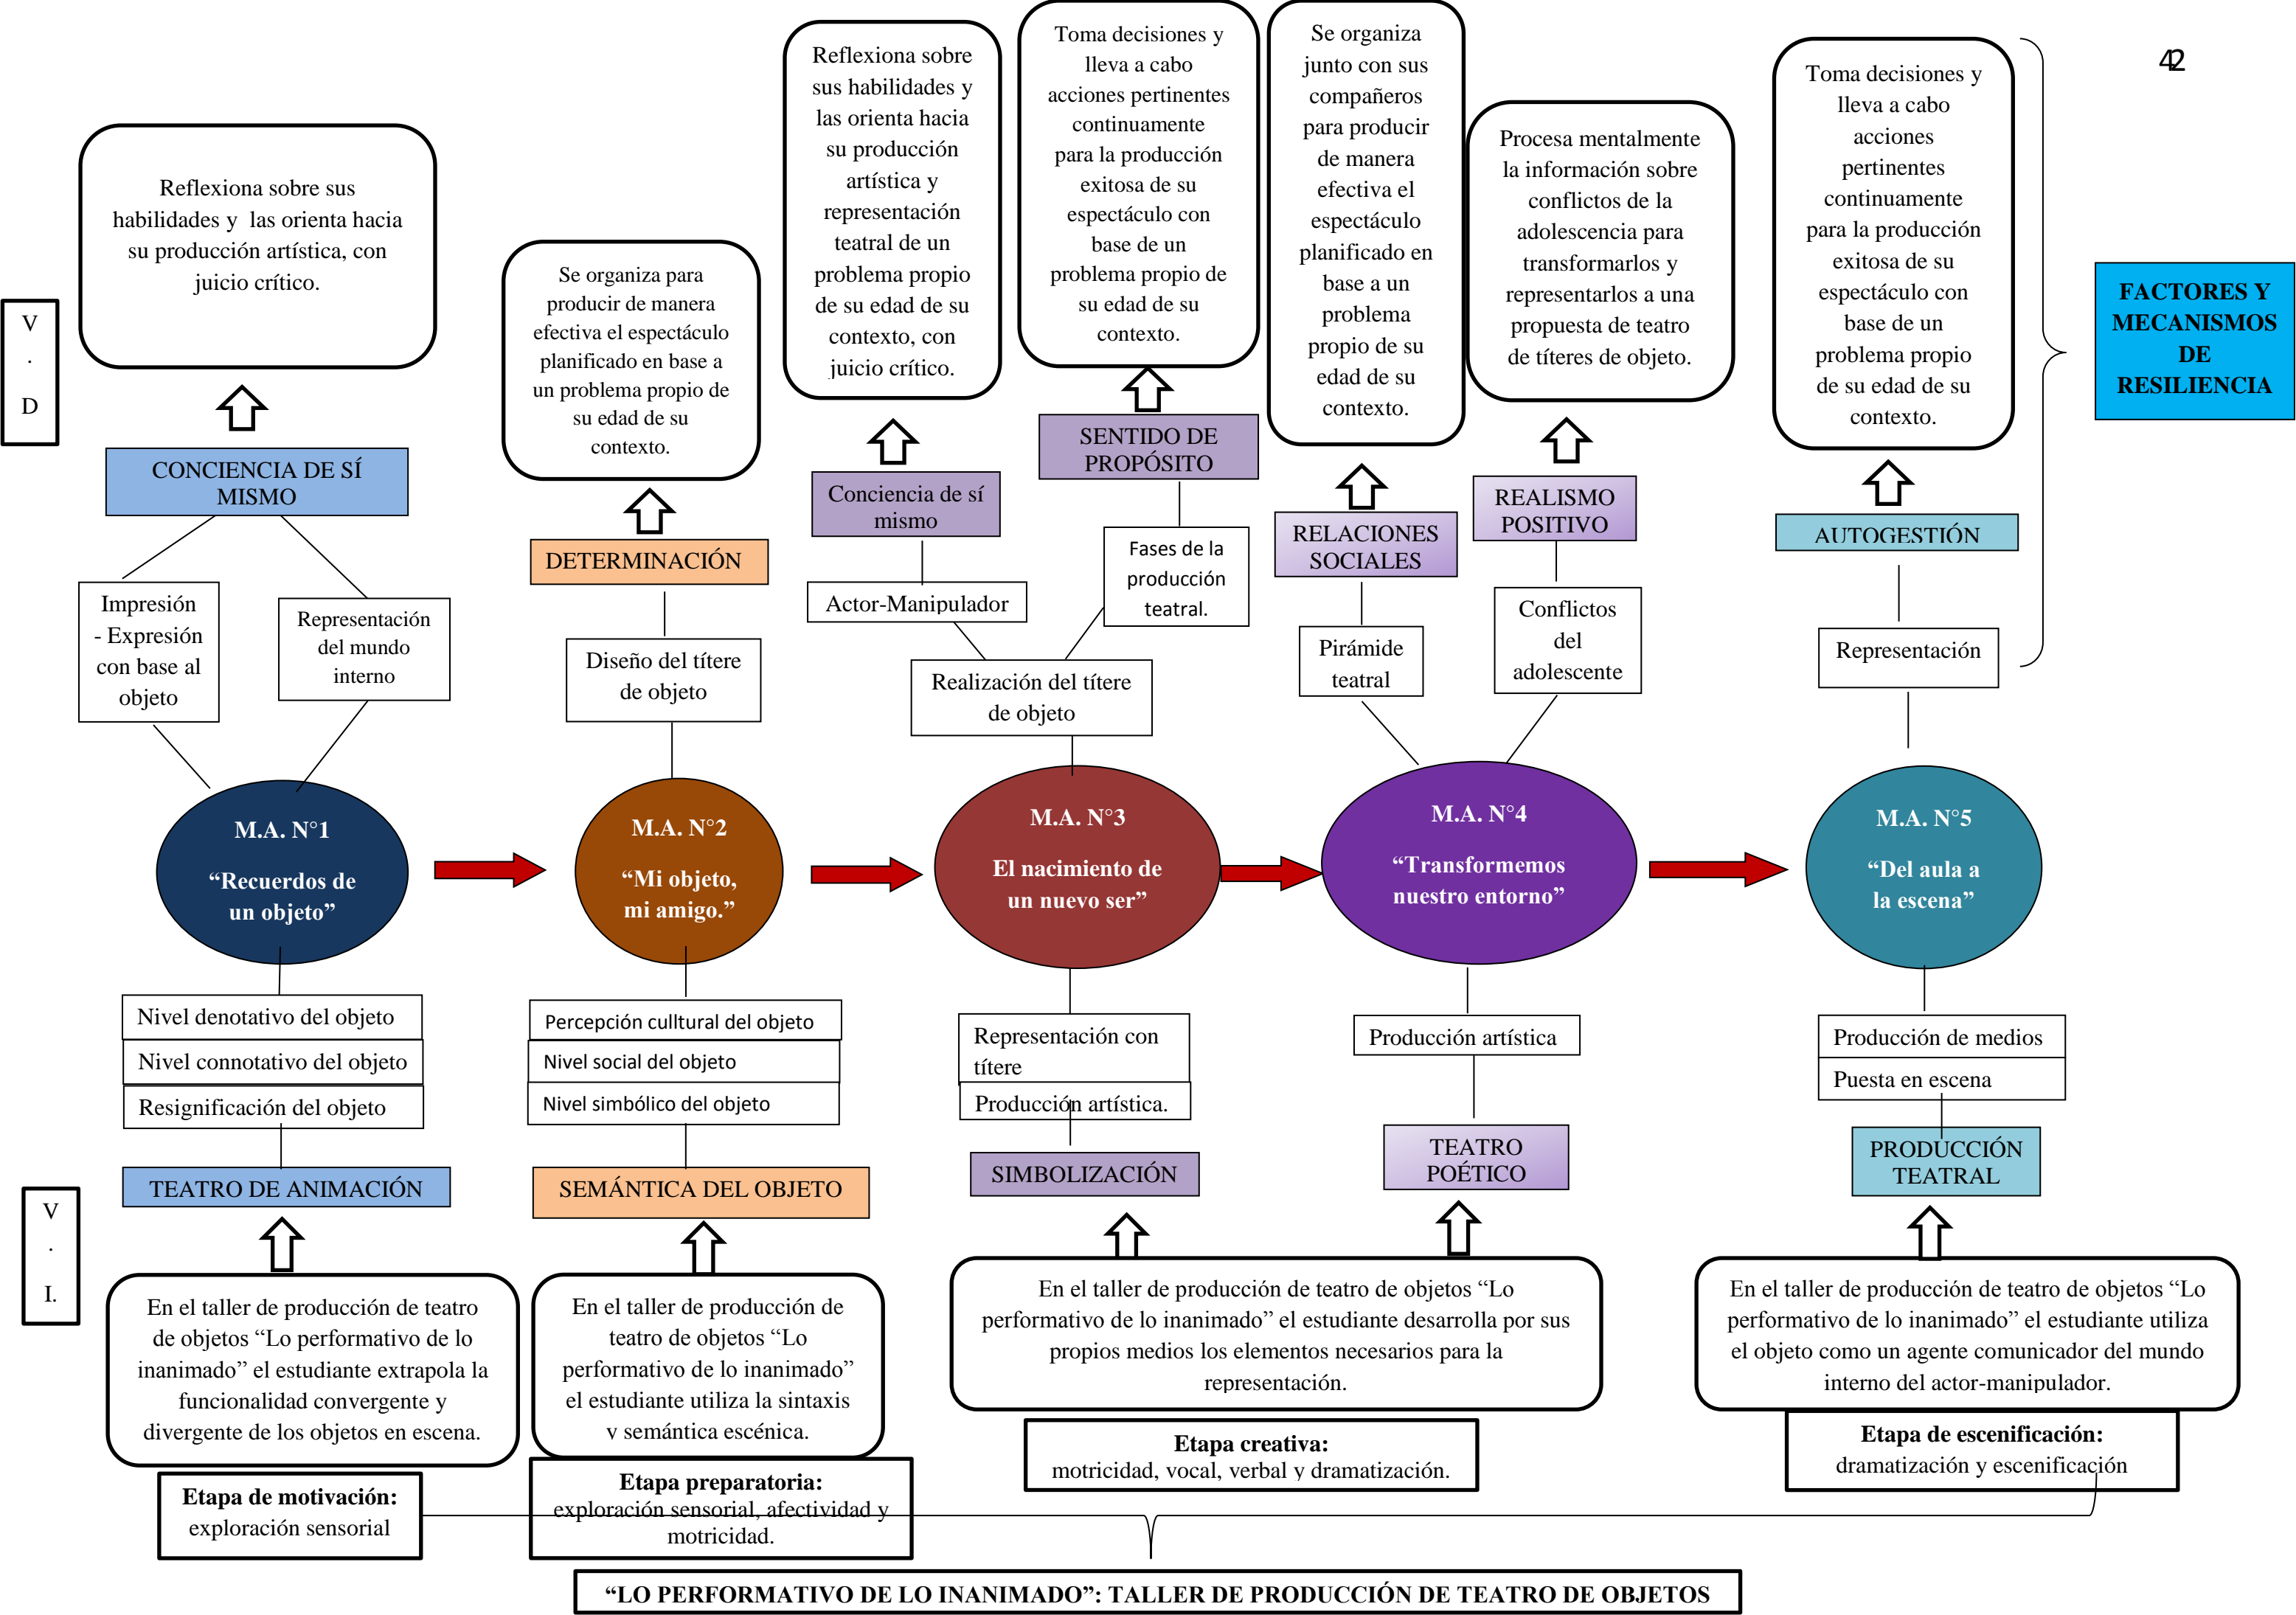 42
Reflexiona sobre sus
habilidades y  las orienta hacia
su producción artística, con
juicio crítico.
Se organiza para
producir de manera
efectiva el espectáculo
planificado en base a
un problema propio de
su edad de su
contexto.
Reflexiona sobre
sus habilidades y
las orienta hacia
su producción
artística y
representación
teatral de un
problema propio
de su edad de su
contexto, con
juicio crítico.
Toma decisiones y
lleva a cabo
acciones pertinentes
continuamente
para la producción
exitosa de su
espectáculo con
base de un
problema propio de
su edad de su
contexto.
Se organiza
junto con sus
compañeros
para producir
de manera
efectiva el
espectáculo
planificado en
base a un
problema
propio de su
edad de su
contexto.
Procesa mentalmente
la información sobre
conflictos de la
adolescencia para
transformarlos y
representarlos a una
propuesta de teatro
de títeres de objeto.
Toma decisiones y
lleva a cabo
acciones
pertinentes
continuamente
para la producción
exitosa de su
espectáculo con
base de un
problema propio
de su edad de su
contexto.
FACTORES Y
MECANISMOS
DE
RESILIENCIA
V
.
D
CONCIENCIA DE SÍ
MISMO
DETERMINACIÓN
Conciencia de sí
mismo
SENTIDO DE
PROPÓSITO
RELACIONES
SOCIALES
REALISMO
POSITIVO
AUTOGESTIÓN
Impresión
- Expresión
con base al
objeto
Representación
del mundo
interno
Diseño del títere
de objeto
Actor-Manipulador
Fases de la
producción
teatral.
Realización del títere
de objeto
Pirámide
teatral
Conflictos
del
adolescente
Representación
M.A. N°1
“Recuerdos de
un objeto”
M.A. N°2
“Mi objeto,
mi amigo.”
M.A. N°3
El nacimiento de
un nuevo ser”
M.A. N°4
“Transformemos
nuestro entorno”
M.A. N°5
“Del aula a
la escena”
Nivel denotativo del objeto
Nivel connotativo del objeto
Resignificación del objeto
Percepción culltural del objeto
Nivel social del objeto
Nivel simbólico del objeto
Representación con
títere
Producción artística.
Producción artística
Producción de medios
Puesta en escena
TEATRO DE ANIMACIÓN
SEMÁNTICA DEL OBJETO
SIMBOLIZACIÓN
TEATRO
POÉTICO
PRODUCCIÓN
TEATRAL
V
.
I.
En el taller de producción de teatro
de objetos “Lo performativo de lo
inanimado” el estudiante extrapola la
funcionalidad convergente y
divergente de los objetos en escena.
En el taller de producción de
teatro de objetos “Lo
performativo de lo inanimado”
el estudiante utiliza la sintaxis
y semántica escénica.
En el taller de producción de teatro de objetos “Lo
performativo de lo inanimado” el estudiante desarrolla por sus
propios medios los elementos necesarios para la
representación.
En el taller de producción de teatro de objetos “Lo
performativo de lo inanimado” el estudiante utiliza
el objeto como un agente comunicador del mundo
interno del actor-manipulador.
Etapa de motivación:
exploración sensorial
Etapa preparatoria:
exploración sensorial, afectividad y
motricidad.
Etapa creativa:
motricidad, vocal, verbal y dramatización.
Etapa de escenificación:
dramatización y escenificación
“LO PERFORMATIVO DE LO INANIMADO”: TALLER DE PRODUCCIÓN DE TEATRO DE OBJETOS